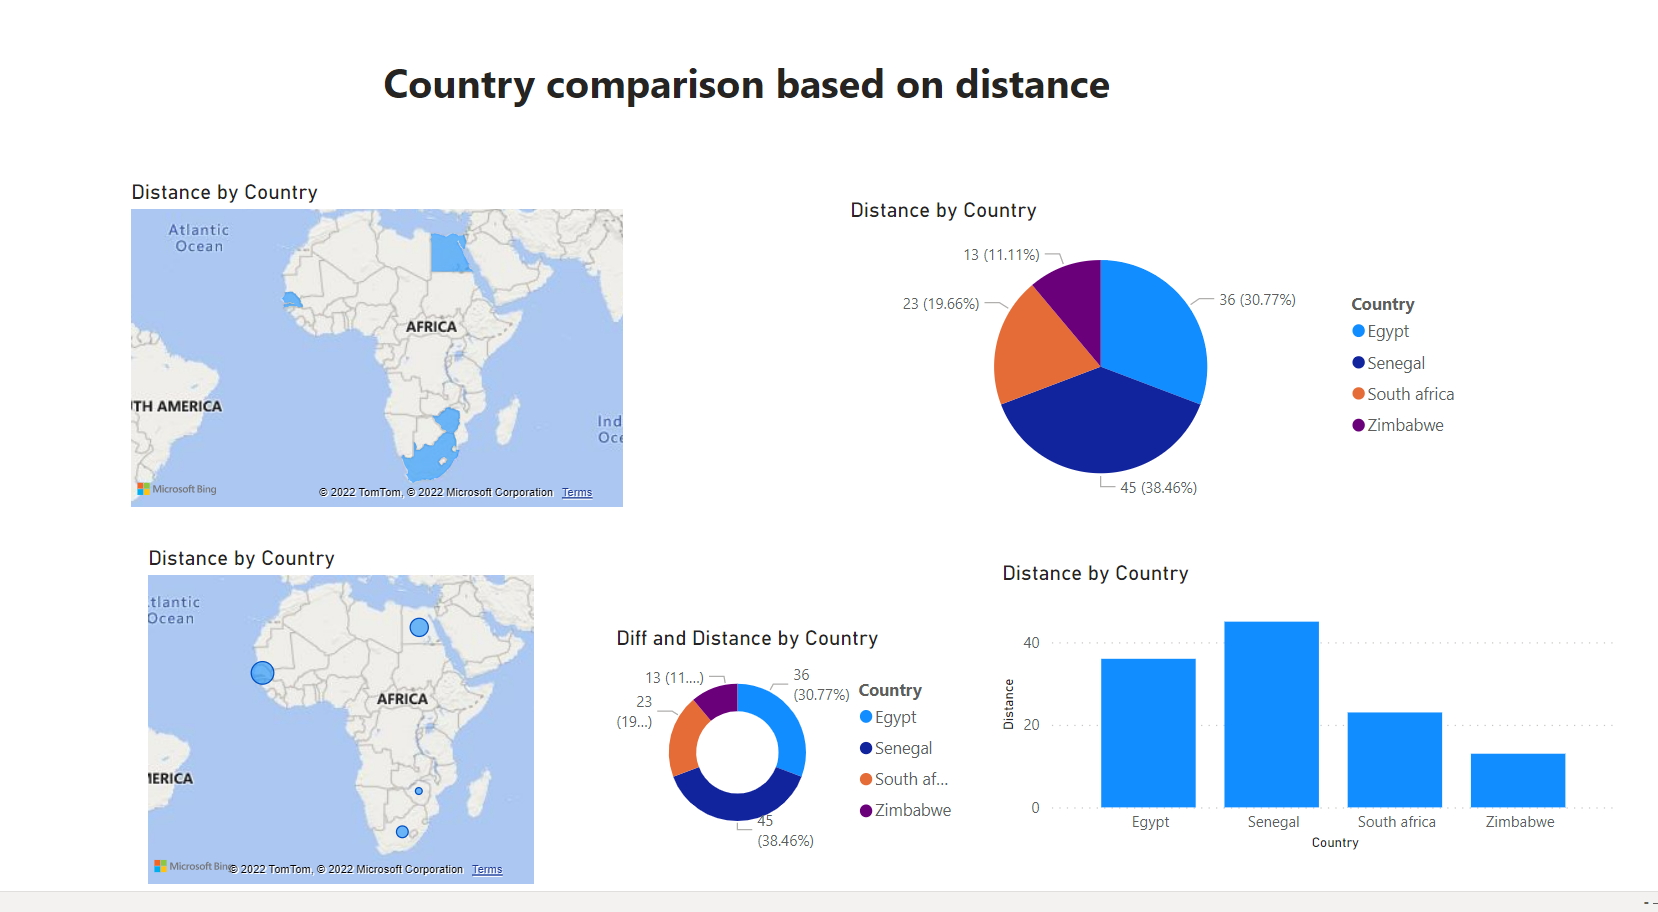 Country comparison based on distance
Distance by Country
Atlantic
Ocean
AFRICA
TH AMERICA
Ind
Oce
Microsoft Bing
© 2022 TomTom, © 2022 Microsoft Corporation Terms
Distance by Country
13 (11.11%)
23 (19.66%)
36 (30.77%)
45 (38.46%)
Country
Egypt
Senegal
South africa
Zimbabwe
Distance by Country
tlantic
Ocean
AFRICA
MERICA
Microsoft Bing
© 2022 TomTom, © 2022 Microsoft Corporation Terms
Diff and Distance by Country
13 (11....)
23
(19...)
36
(30.77%)
45
(38.46%)
Country
Egypt
Senegal
South af...
Zimbabwe
Distance by Country
Distance
40
20
0
Egypt Senegal South africa Zimbabwe
Country